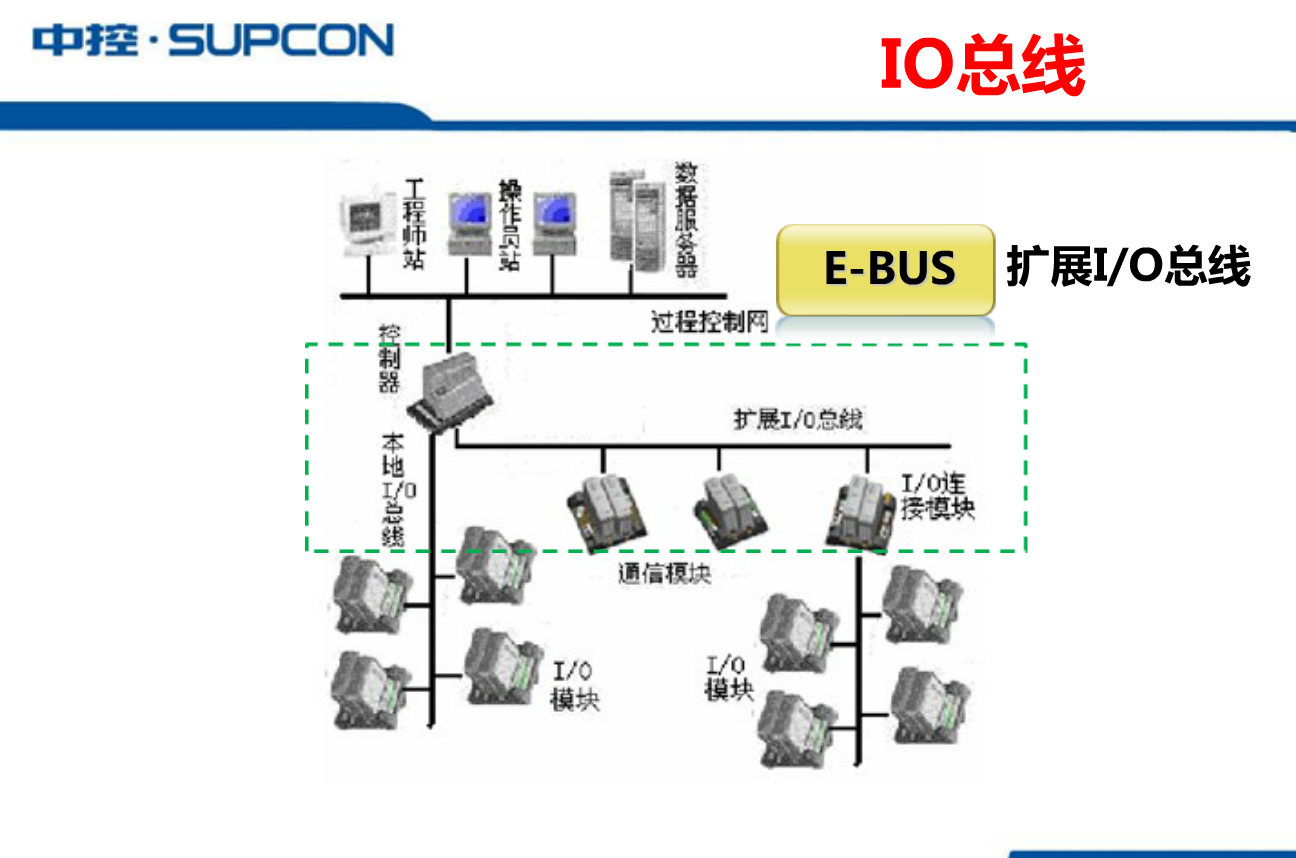 中控·SUPCON
IO总线
工程师站
操作员站
数据服务器
E-BUS
扩展I/O总线
过程控制网
控制器
扩展I/O总线
本地I/O总线
I/O连
接模块
通信模块
I/O
模块
I/O
模块